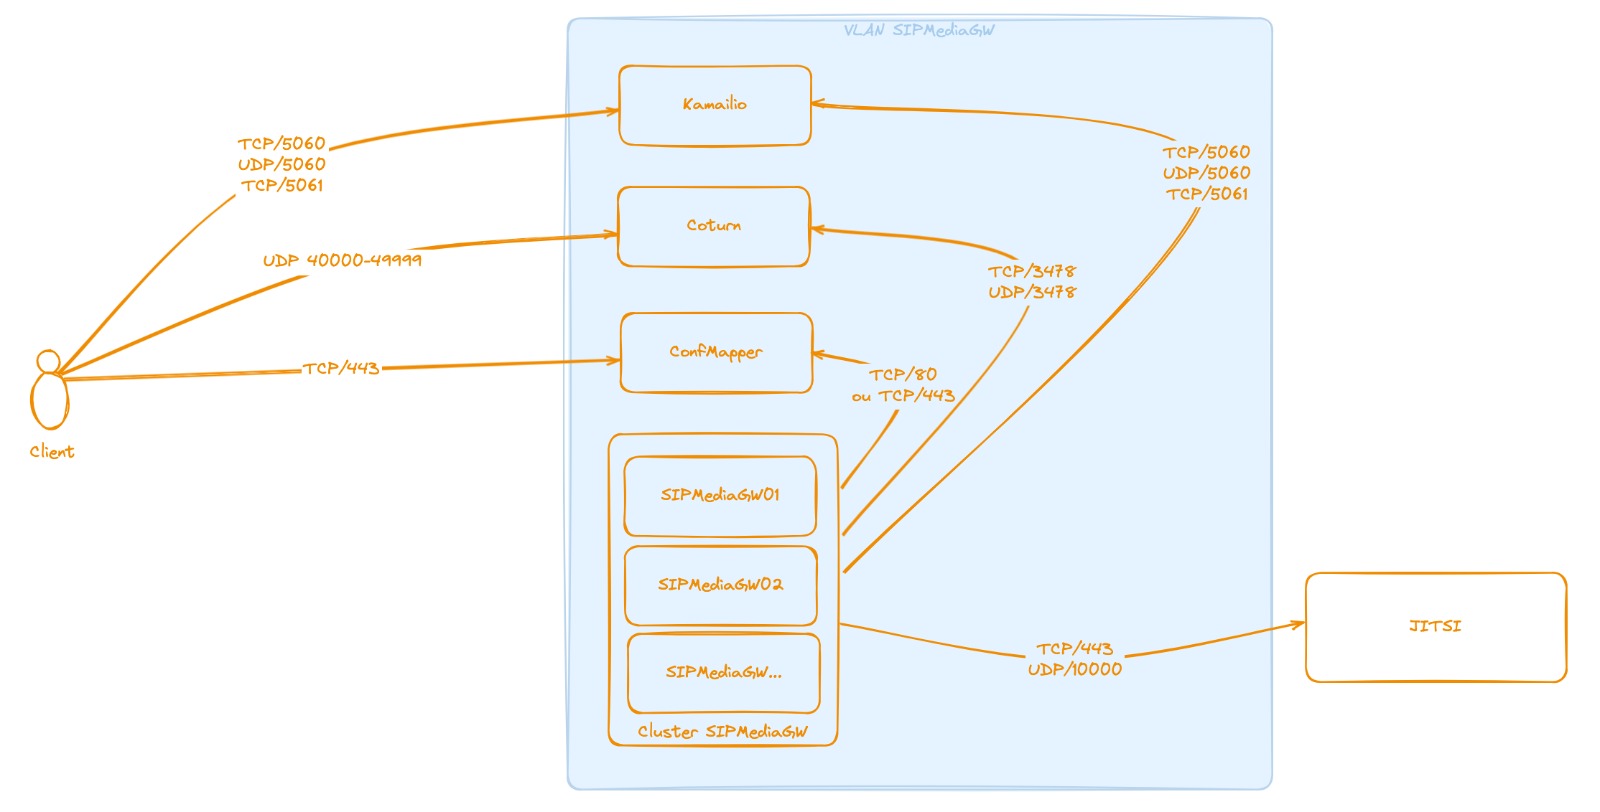 VLAN SIPMediaGW
Kamailio
TCP/5060
UDP/5060
TCP/5061
TCP/5060
UDP/5060
TCP/5061
Coturn
UDP 40000-49999
TCP/3478
UDP/3478
ConfMapper
TCP/443
TCP/80
ou TCP/443
Client
SIPMediaGW01
SIPMediaGW02
SIPMediaGW...
Cluster SIPMediaGW
TCP/443
UDP/10000
JITSI